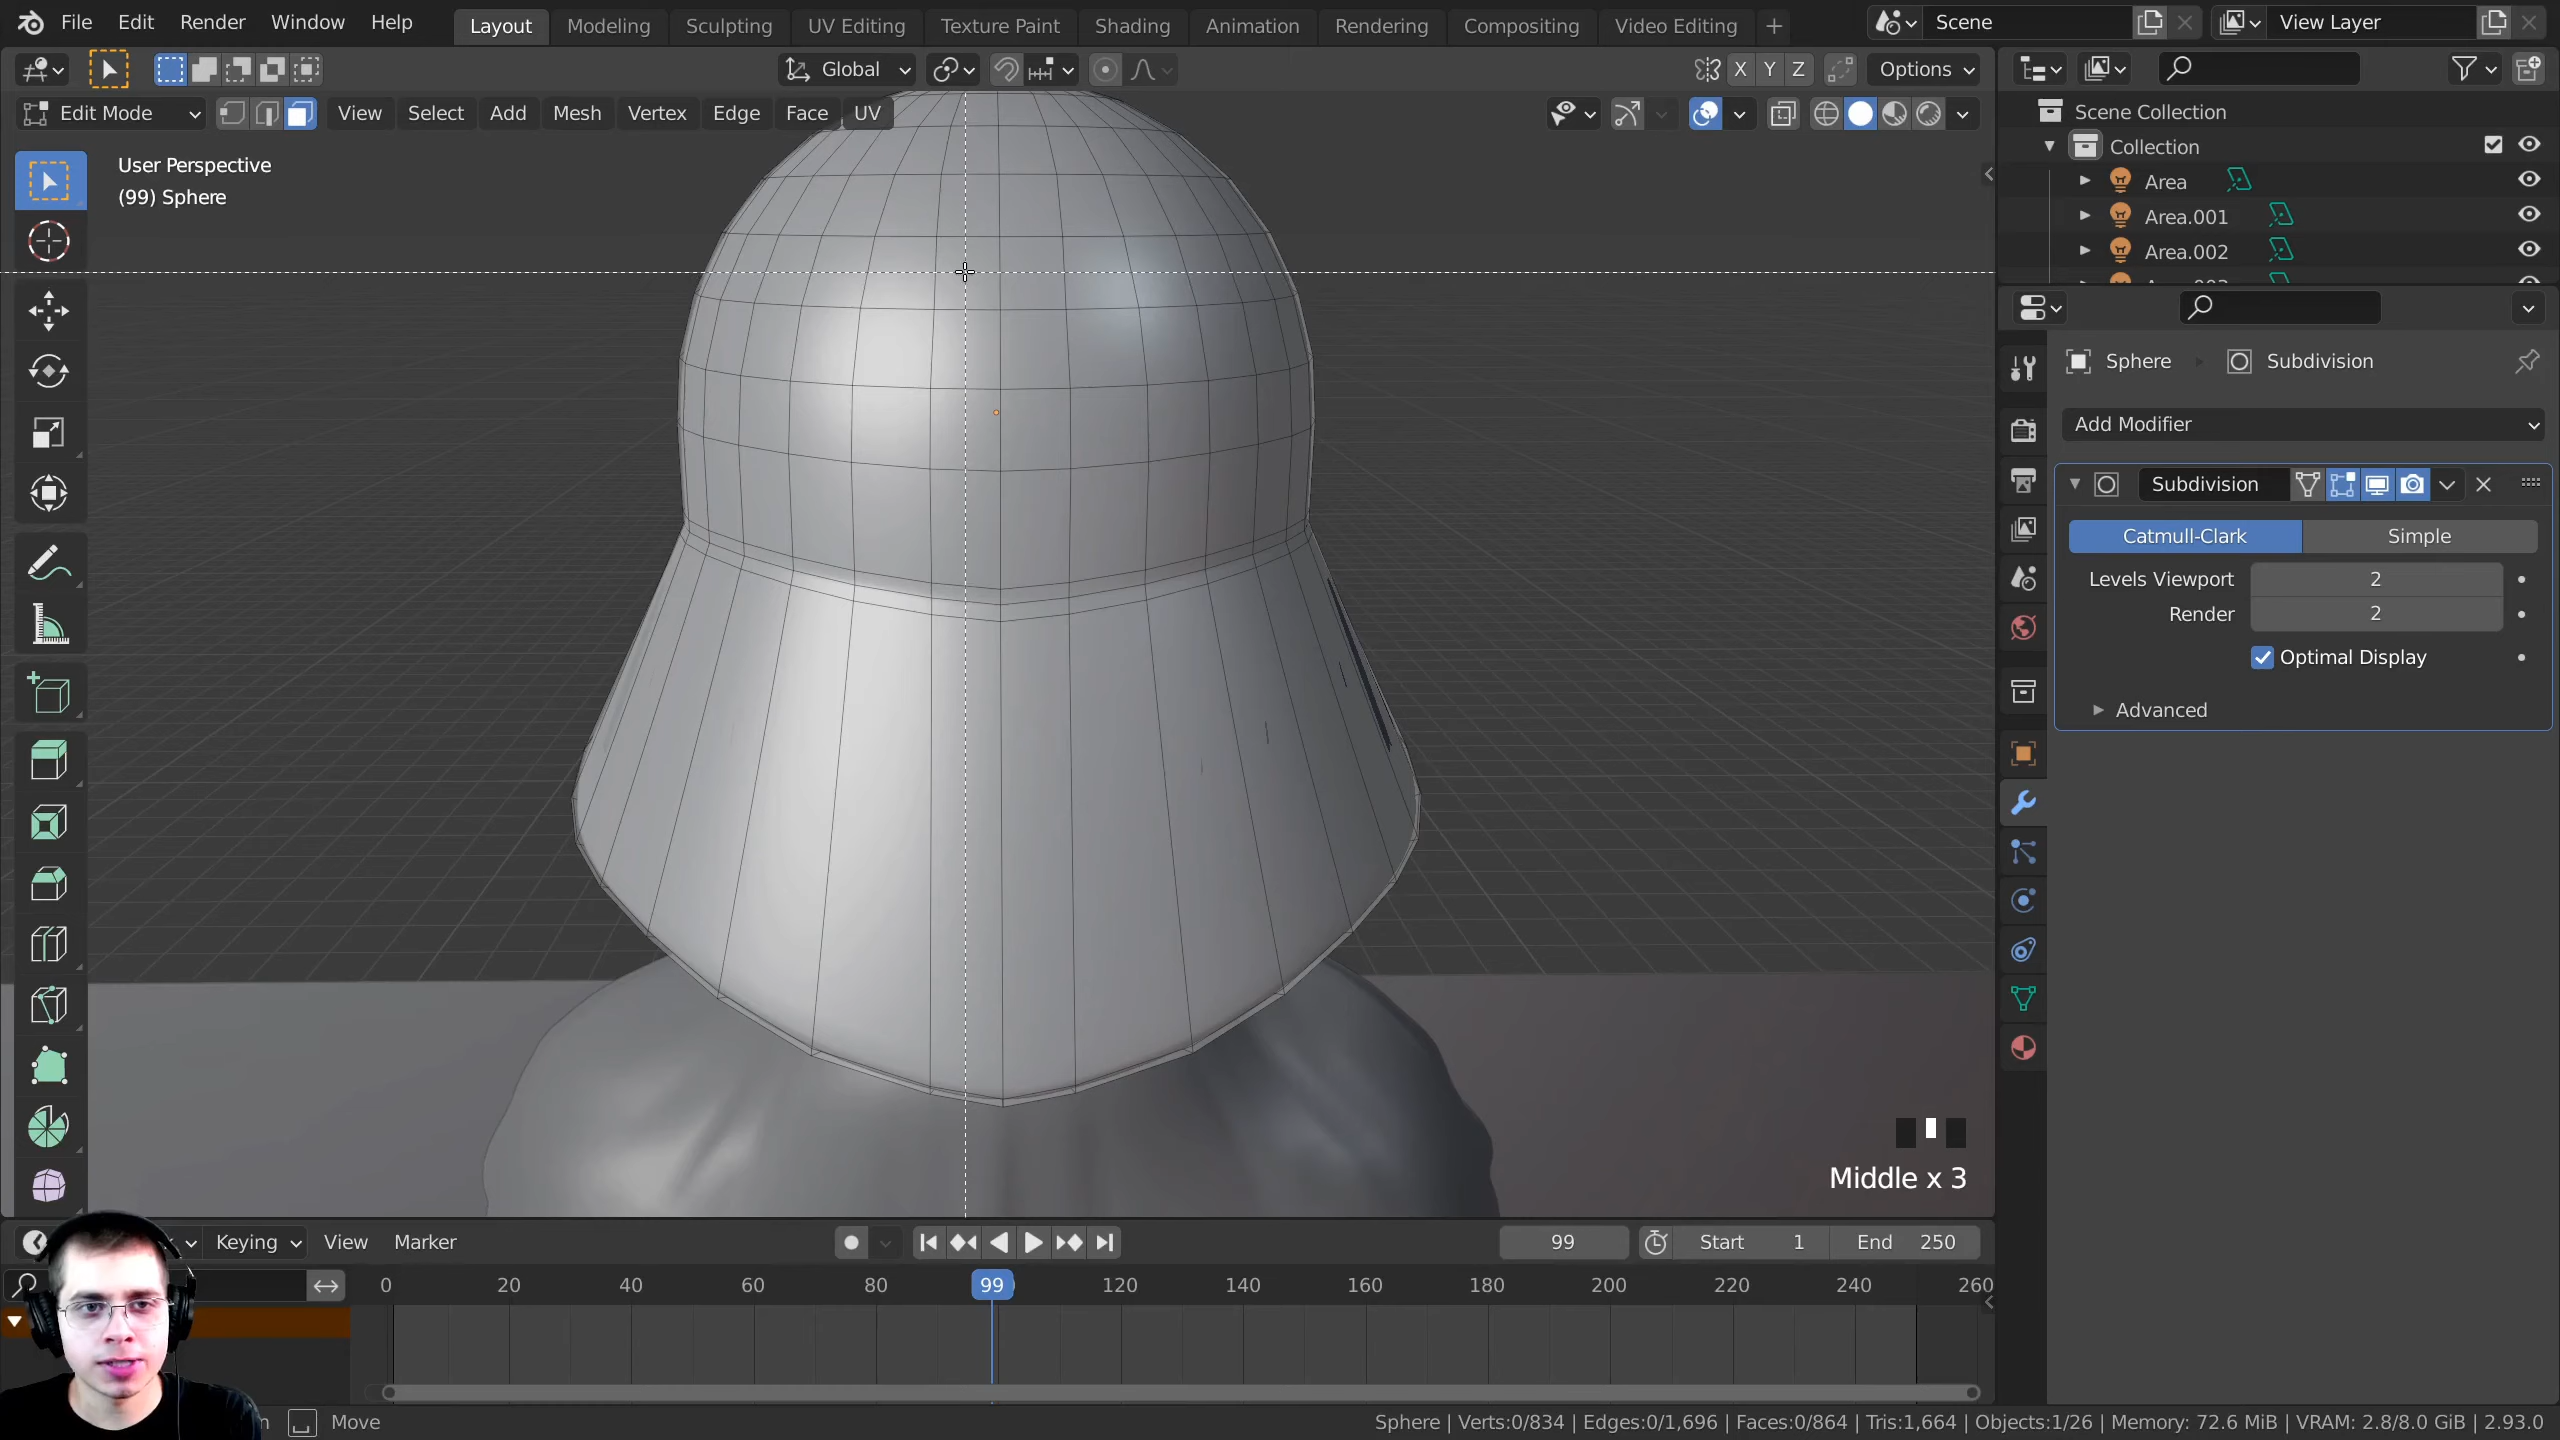 File Edit Render Window Help Layout Modeling Sculpting UV Editing Texture Paint Shading Animation Rendering Compositing Video Editing + Scene View Layer
Global X Y Z Options
Edit Mode View Select Add Mesh Vertex Edge Face UV
User Perspective
(99) Sphere
Scene Collection
Collection
Area
Area.001
Area.002
Sphere Subdivision
Add Modifier
Subdivision
Catmull-Clark Simple
Levels Viewport 2
Render 2
Optimal Display
Advanced
Middle x 3
Keying View Marker 99 Start 1 End 250
0 20 40 60 80 99 120 140 160 180 200 220 240 260
Move
Sphere | Verts:0/834 | Edges:0/1,696 | Faces:0/864 | Tris:1,664 | Objects:1/26 | Memory: 72.6 MiB | VRAM: 2.8/8.0 GiB | 2.93.0